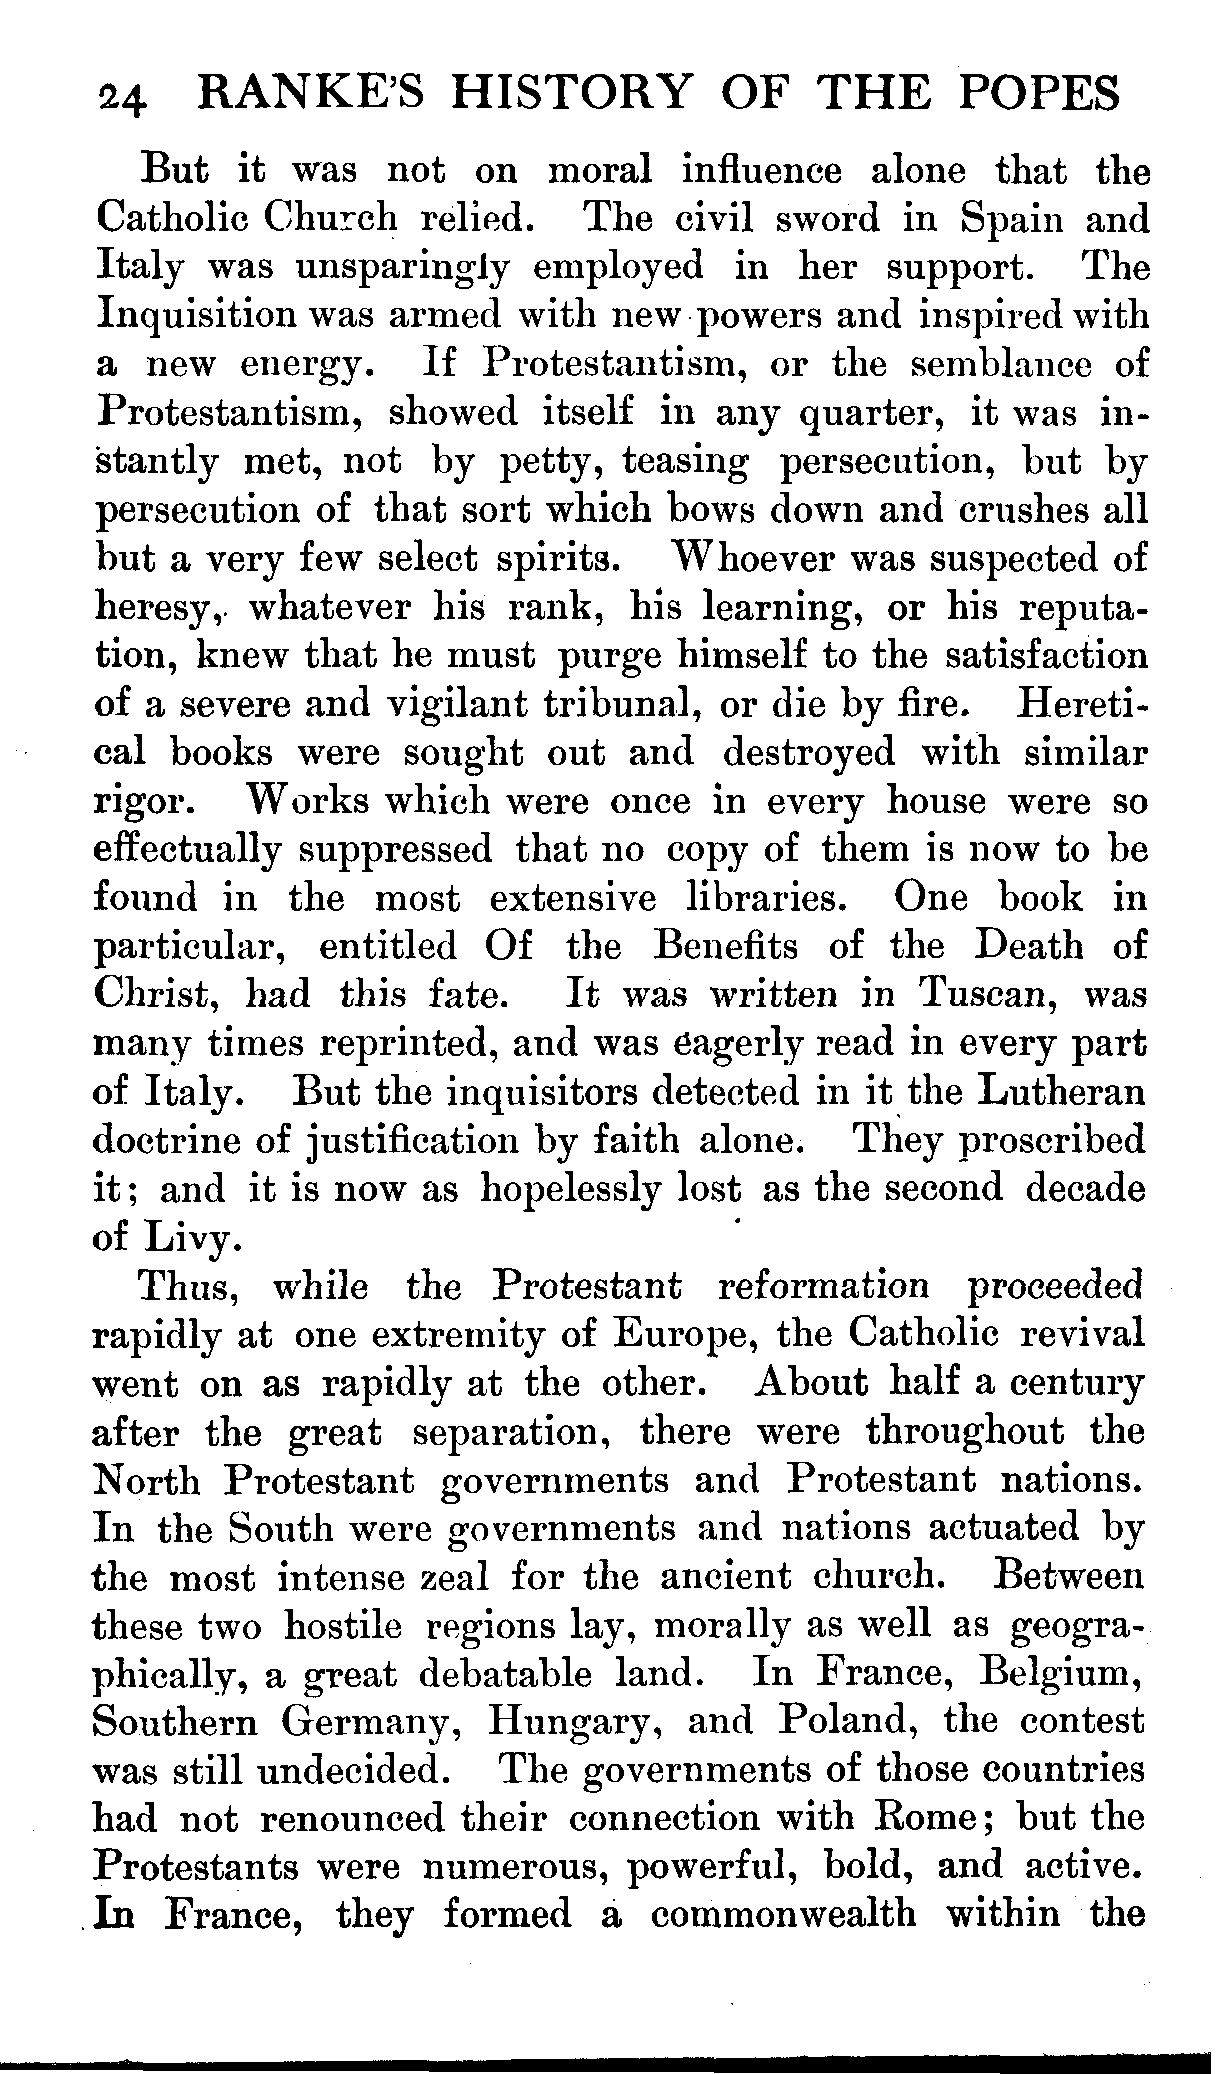 24 RANKE'S HISTORY OF THE POPES
But it was not on moral influence alone that the
Catholic Church relied. The civil sword in Spain and
Italy was unsparingly employed in her support. The
Inquisition was armed with new powers and inspired with
a new energy. If Protestantism, or the semblance of
Protestantism, showed itself in any quarter, it was in-
stantly met, not by petty, teasing persecution, but by
persecution of that sort which bows down and crushes all
but a very few select spirits. Whoever was suspected of
heresy, whatever his rank, his learning, or his reputa-
tion, knew that he must purge himself to the satisfaction
of a severe and vigilant tribunal, or die by fire. Hereti-
cal books were sought out and destroyed with similar
rigor. Works which were once in every house were so
effectually suppressed that no copy of them is now to be
found in the most extensive libraries. One book in
particular, entitled Of the Benefits of the Death of
Christ, had this fate. It was written in Tuscan, was
many times reprinted, and was eagerly read in every part
of Italy. But the inquisitors detected in it the Lutheran
doctrine of justification by faith alone. They proscribed
it; and it is now as hopelessly lost as the second decade
of Livy.
Thus, while the Protestant reformation proceeded
rapidly at one extremity of Europe, the Catholic revival
went on as rapidly at the other. About half a century
after the great separation, there were throughout the
North Protestant governments and Protestant nations.
In the South were governments and nations actuated by
the most intense zeal for the ancient church. Between
these two hostile regions lay, morally as well as geogra-
phically, a great debatable land. In France, Belgium,
Southern Germany, Hungary, and Poland, the contest
was still undecided. The governments of those countries
had not renounced their connection with Rome; but the
Protestants were numerous, powerful, bold, and active.
In France, they formed a commonwealth within the